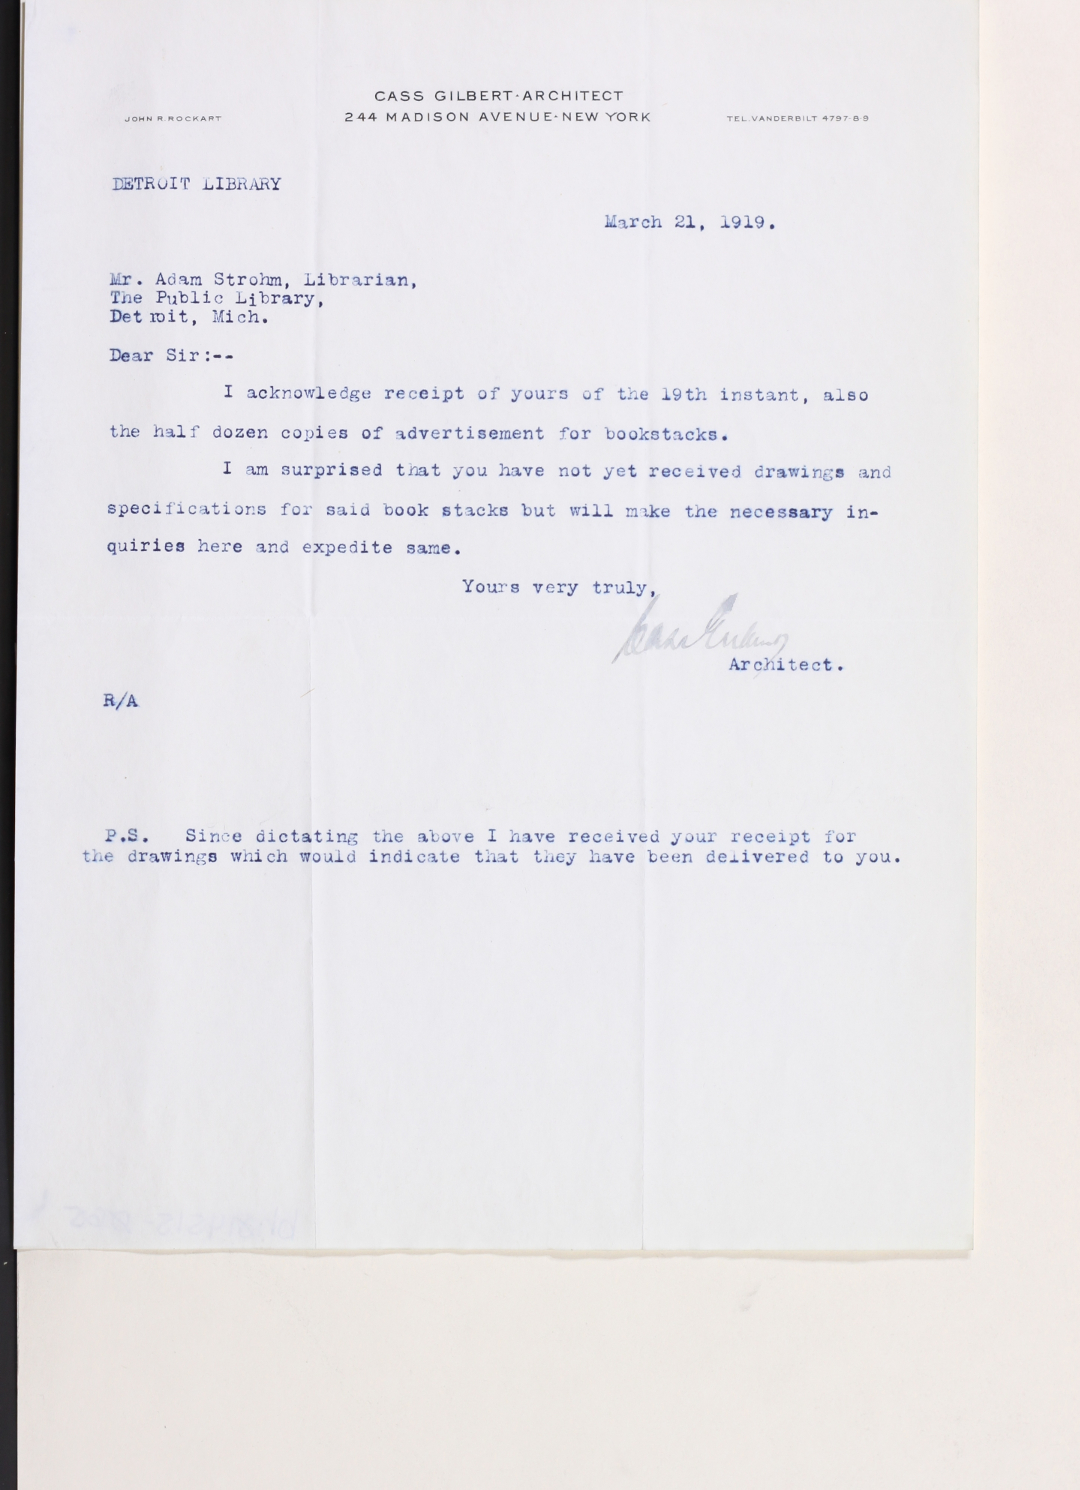 CASS GILBERT·ARCHITECT
JOHN R. ROCKART 244 MADISON AVENUE·NEW YORK TEL. VANDERBILT 4797-8-9
DETROIT LIBRARY
March 21, 1919.
Mr. Adam Strohm, Librarian,
The Public Library,
Detroit, Mich.
Dear Sir:--
I acknowledge receipt of yours of the 19th instant, also
the half dozen copies of advertisement for bookstacks.
I am surprised that you have not yet received drawings and
specifications for said book stacks but will make the necessary in-
quiries here and expedite same.
Yours very truly,
Cass Gilbert
Architect.
R/A
P.S. Since dictating the above I have received your receipt for
the drawings which would indicate that they have been delivered to you.